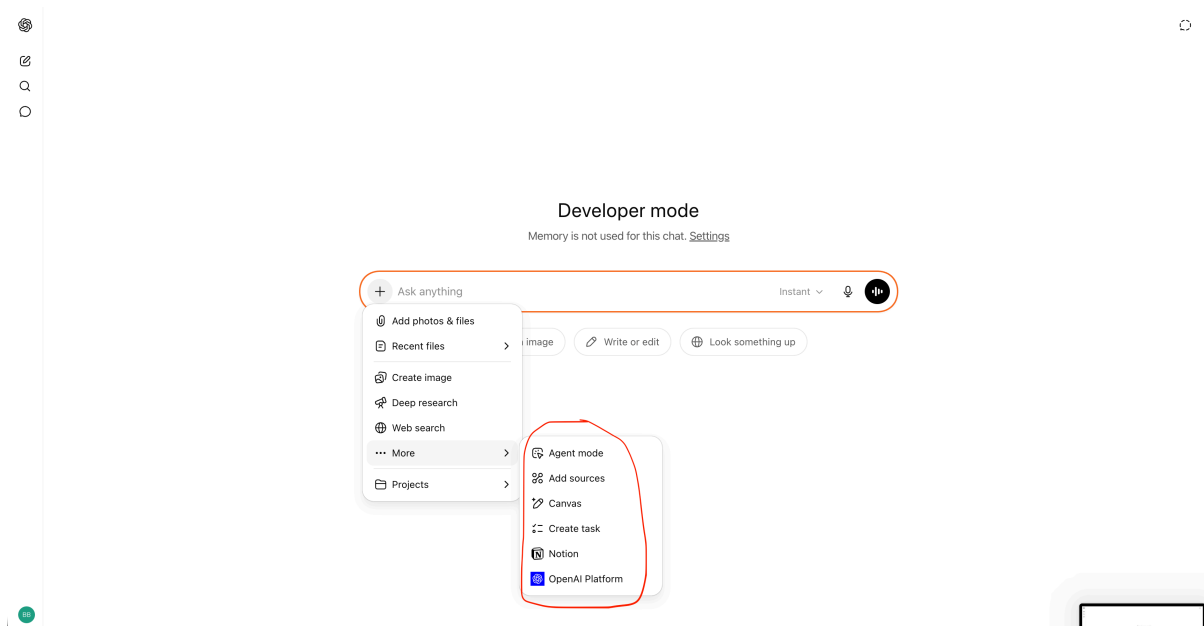 Developer mode
Memory is not used for this chat. Settings
Ask anything
Instant
Add photos & files
Recent files
Create image
Deep research
Web search
More
Projects
image
Write or edit
Look something up
Agent mode
Add sources
Canvas
Create task
Notion
OpenAI Platform
BB